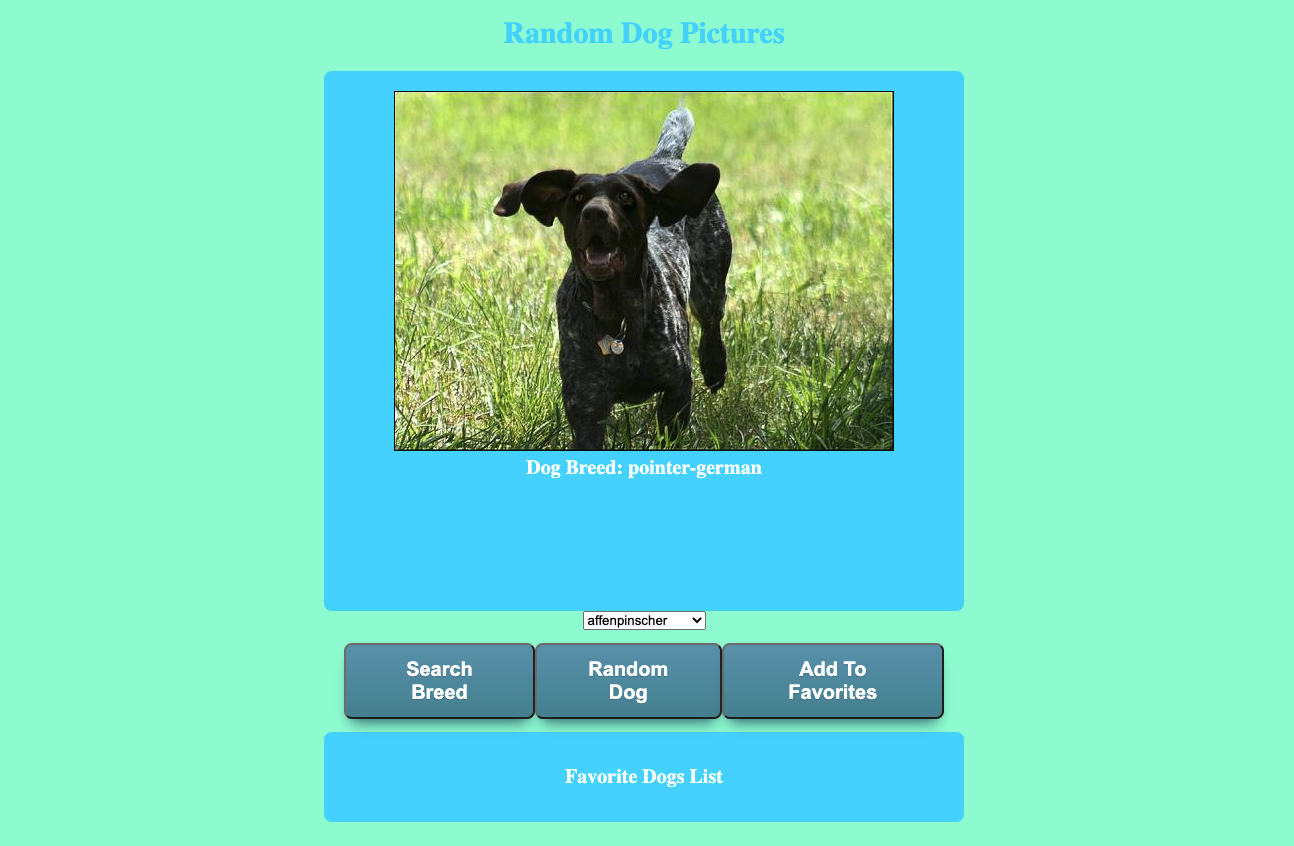 Random Dog Pictures
Dog Breed: pointer-german
affenpinscher
Search
Breed
Random
Dog
Add To
Favorites
Favorite Dogs List